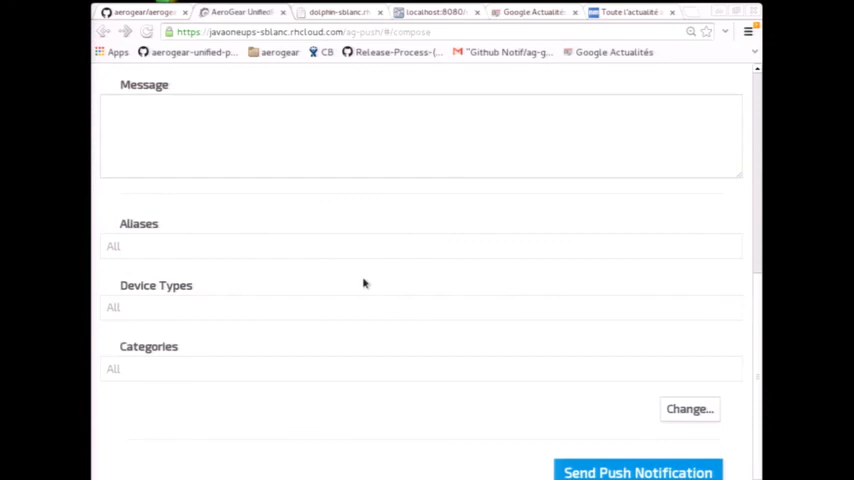 aerogear/aerogear
AeroGear Unified
dolphin-sblanc.rh
localhost:8080/
Google Actualités
Toute l'actualité
https://javaoneups-sblanc.rhcloud.com/ag-push/#/compose
Apps
aerogear-unified-p...
aerogear
CB
Release-Process-(...
"Github Notif/ag-g...
Google Actualités
Message
Aliases
All
Device Types
All
Categories
All
Change...
Send Push Notification